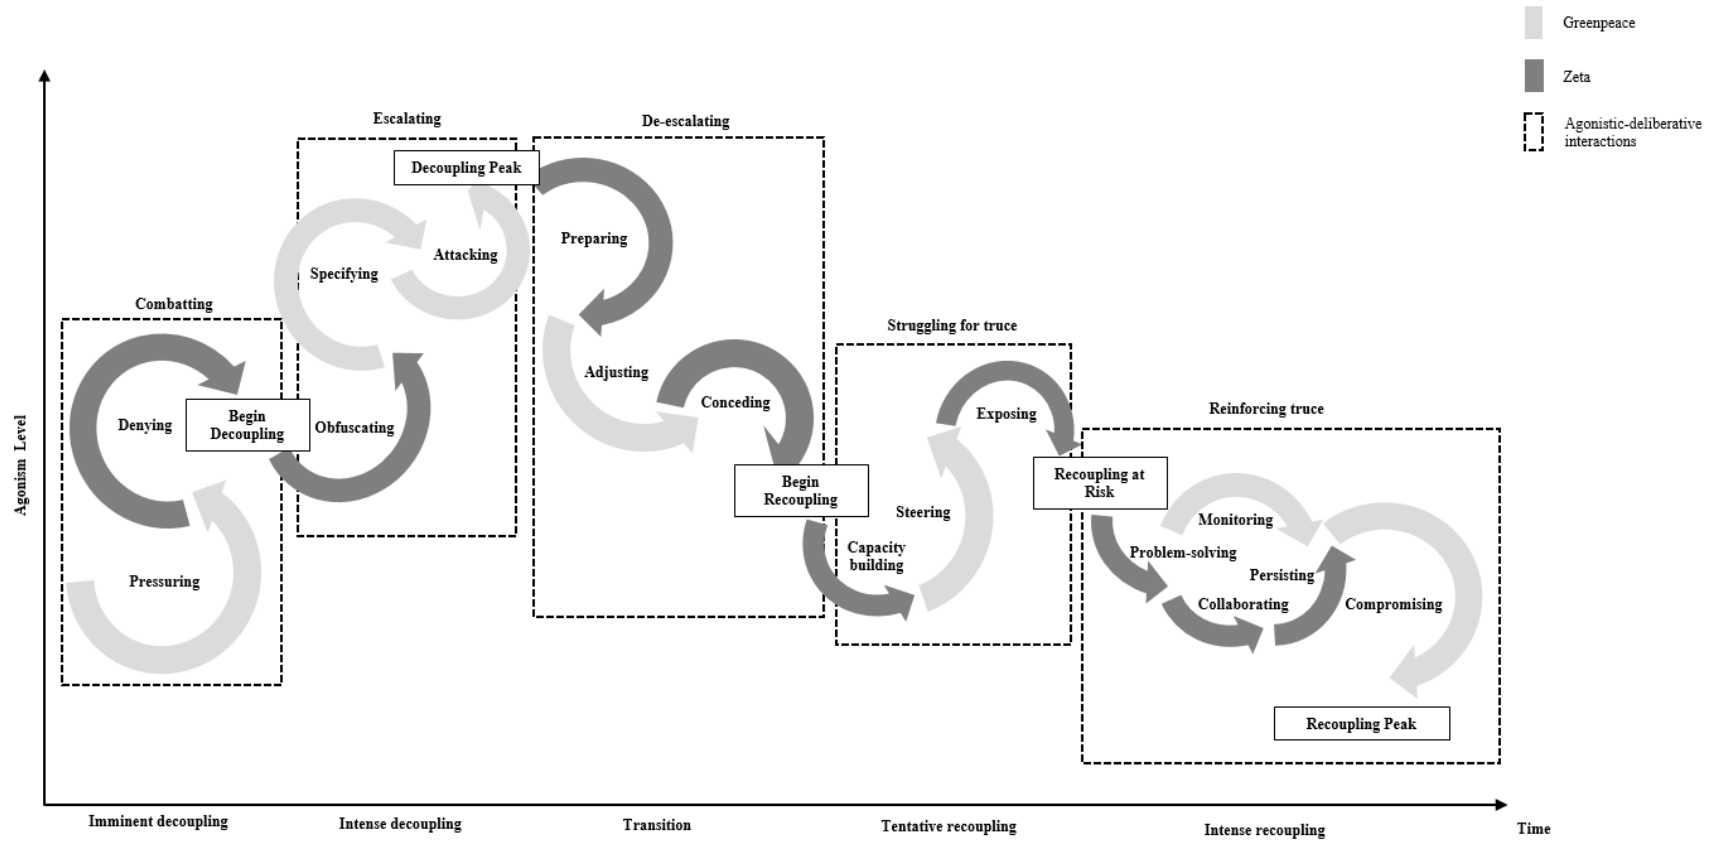 Greenpeace
Zeta
Agonistic-deliberative
interactions
Escalating
De-escalating
Decoupling Peak
Preparing
Attacking
Specifying
Combatting
Struggling for truce
Adjusting
Conceding
Reinforcing truce
Exposing
Denying
Begin
Decoupling
Obfuscating
Agonism Level
Begin
Recoupling
Recoupling at
Risk
Steering
Monitoring
Capacity
building
Problem-solving
Persisting
Pressuring
Collaborating
Compromising
Recoupling Peak
Imminent decoupling
Intense decoupling
Transition
Tentative recoupling
Intense recoupling
Time